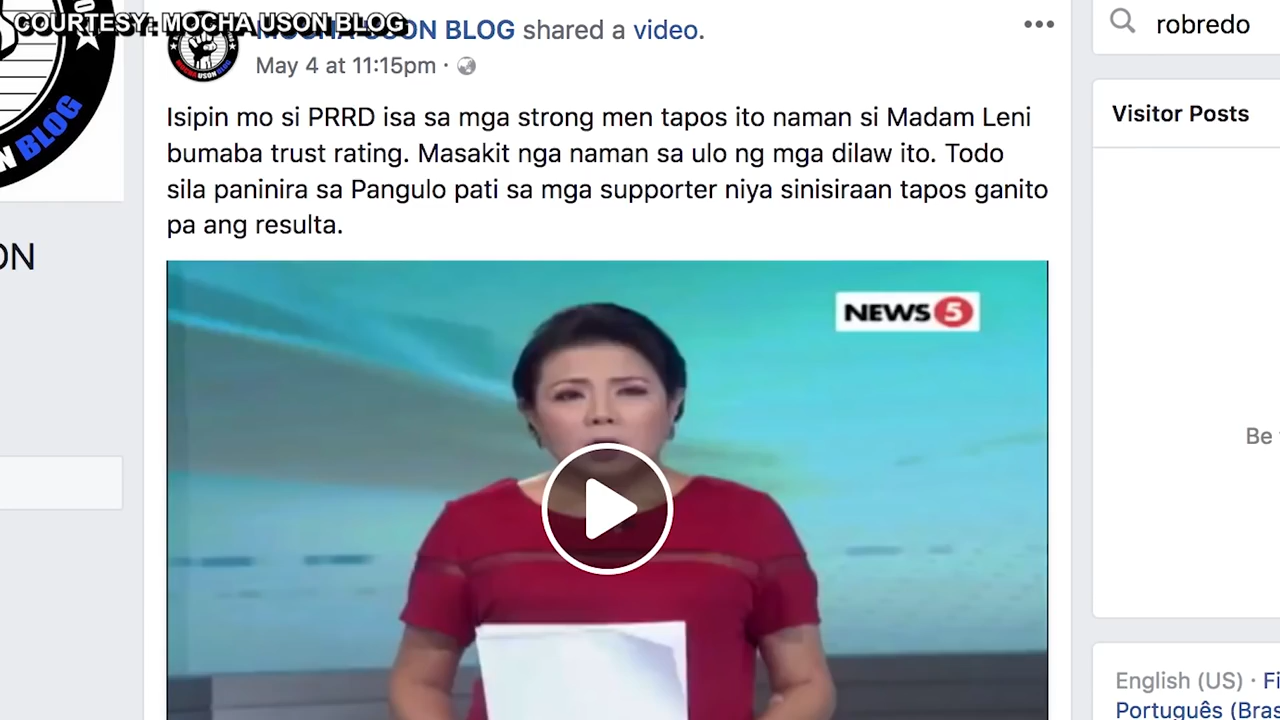 COURTESY: MOCHA USON BLOG
MOCHA USON BLOG shared a video.
May 4 at 11:15pm ·
Isipin mo si PRRD isa sa mga strong men tapos ito naman si Madam Leni
bumaba trust rating. Masakit nga naman sa ulo ng mga dilaw ito. Todo
sila paninira sa Pangulo pati sa mga supporter niya sinisiraan tapos ganito
pa ang resulta.
NEWS 5
robredo
Visitor Posts
Be
English (US) · Fi
Português (Bras
N BLOG
ON